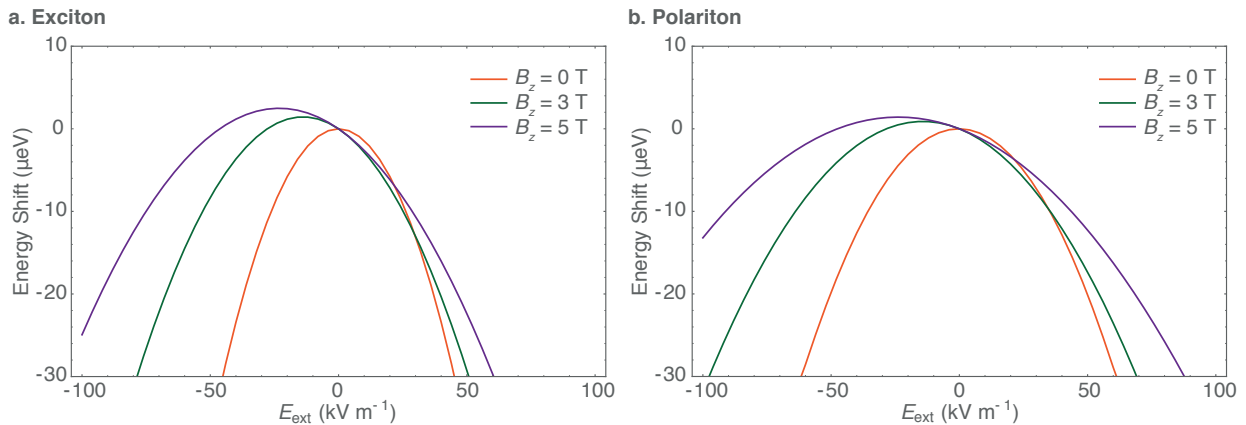 a. Exciton
10
0
-10
-20
-30
Energy Shift (µeV)
-100
-50
0
50
100
E_ext (kV m⁻¹)
B_z = 0 T
B_z = 3 T
B_z = 5 T
b. Polariton
10
0
-10
-20
-30
Energy Shift (µeV)
-100
-50
0
50
100
E_ext (kV m⁻¹)
B_z = 0 T
B_z = 3 T
B_z = 5 T